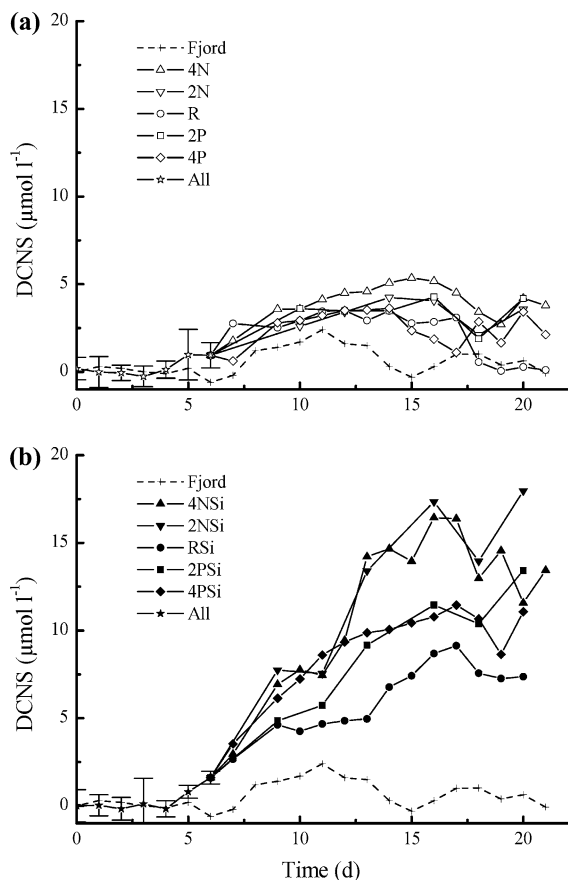 (a)
20
15
10
5
0
DCNS (µmol l⁻¹)
Fjord
4N
2N
R
2P
4P
All
0 5 10 15 20
(b)
20
15
10
5
0
DCNS (µmol l⁻¹)
Fjord
4NSi
2NSi
RSi
2PSi
4PSi
All
0 5 10 15 20
Time (d)